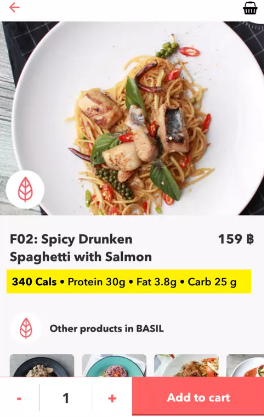 F02: Spicy Drunken
Spaghetti with Salmon
159 ฿
340 Cals • Protein 30g • Fat 3.8g • Carb 25 g
Other products in BASIL
- 1 + Add to cart